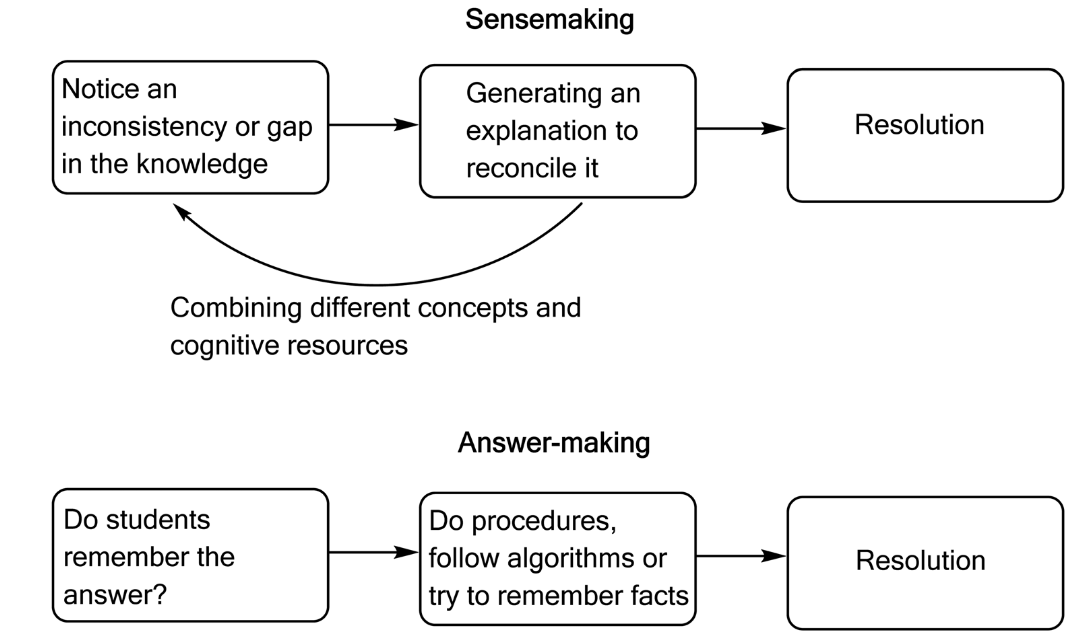 Sensemaking
Notice an
inconsistency or gap
in the knowledge
Generating an
explanation to
reconcile it
Resolution
Combining different concepts and
cognitive resources
Answer-making
Do students
remember the
answer?
Do procedures,
follow algorithms or
try to remember facts
Resolution